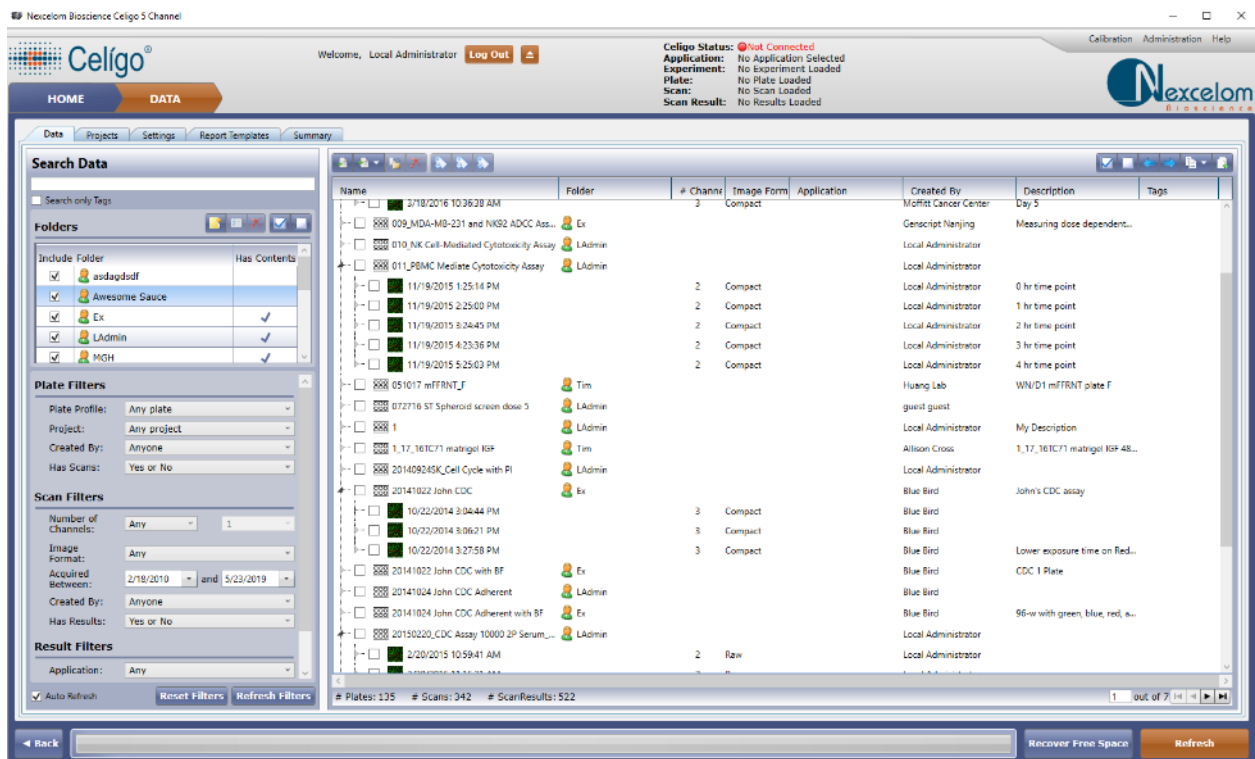 Nexcelom Bioscience Celigo 5 Channel
Calibration Administration Help
Celígo®
Welcome, Local Administrator Log Out
Celigo Status: Not Connected
Application: No Application Selected
Experiment: No Experiment Loaded
Plate: No Plate Loaded
Scan: No Scan Loaded
Scan Result: No Results Loaded
Nexcelom
Bioscience
HOME DATA
Data Projects Settings Report Templates Summary
Search Data
Search only Tags
Folders
Include Folder Has Contents
asdagdsdf
Awesome Sauce
Ex
LAdmin
MGH
Plate Filters
Plate Profile: Any plate
Project: Any project
Created By: Anyone
Has Scans: Yes or No
Scan Filters
Number of Channels: Any 1
Image Format: Any
Acquired Between: 2/18/2010 and 5/23/2019
Created By: Anyone
Has Results: Yes or No
Result Filters
Application: Any
Auto Refresh Reset Filters Refresh Filters
Name Folder # Channe Image Form Application Created By Description Tags
3/18/2016 10:36:38 AM 3 Compact Moffitt Cancer Center Day 5
009_MDA-MB-231 and NK92 ADCC Ass... Ex Genscript Nanjing Measuring dose dependent...
010_NK Cell-Mediated Cytotoxicity Assay LAdmin Local Administrator
011_PBMC Mediate Cytotoxicity Assay LAdmin Local Administrator
11/19/2015 1:25:14 PM 2 Compact Local Administrator 0 hr time point
11/19/2015 2:25:00 PM 2 Compact Local Administrator 1 hr time point
11/19/2015 3:24:45 PM 2 Compact Local Administrator 2 hr time point
11/19/2015 4:23:36 PM 2 Compact Local Administrator 3 hr time point
11/19/2015 5:25:03 PM 2 Compact Local Administrator 4 hr time point
051017 mFFRNT_F Tim Huang Lab WN/D1 mFFRNT plate F
072716 ST Spheroid screen dose 5 LAdmin guest guest
1 LAdmin Local Administrator My Description
1_17_16TC71 matrigel IGF Tim Allison Cross 1_17_16TC71 matrigel IGF 48...
20140924SK_Cell Cycle with PI LAdmin Local Administrator
20141022 John CDC Ex Blue Bird John's CDC assay
10/22/2014 3:04:44 PM 3 Compact Blue Bird
10/22/2014 3:06:21 PM 3 Compact Blue Bird
10/22/2014 3:27:58 PM 3 Compact Blue Bird Lower exposure time on Red...
20141022 John CDC with BF Ex Blue Bird CDC 1 Plate
20141024 John CDC Adherent LAdmin Blue Bird
20141024 John CDC Adherent with BF Ex Blue Bird 96-w with green, blue, red, a...
20150220_CDC Assay 10000 2P Serum_... LAdmin Local Administrator
2/20/2015 10:59:41 AM 2 Raw Local Administrator
# Plates: 135 # Scans: 342 # ScanResults: 522
1 out of 7
Back Recover Free Space Refresh